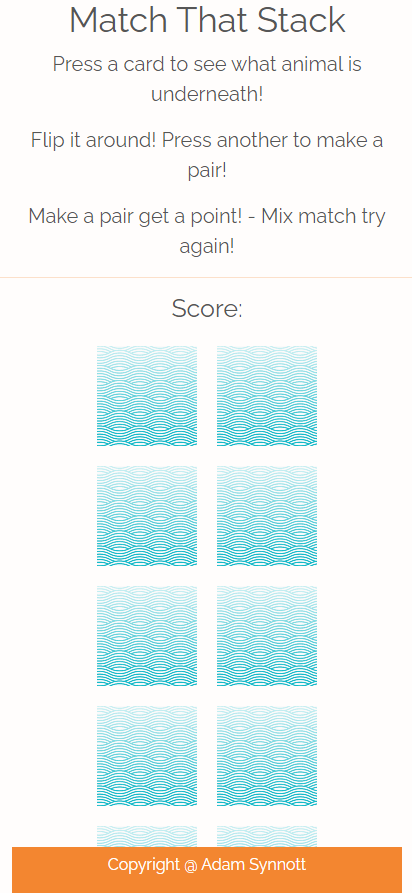 Match That Stack
Press a card to see what animal is
underneath!
Flip it around! Press another to make a
pair!
Make a pair get a point! - Mix match try
again!
Score:
Copyright @ Adam Synnott